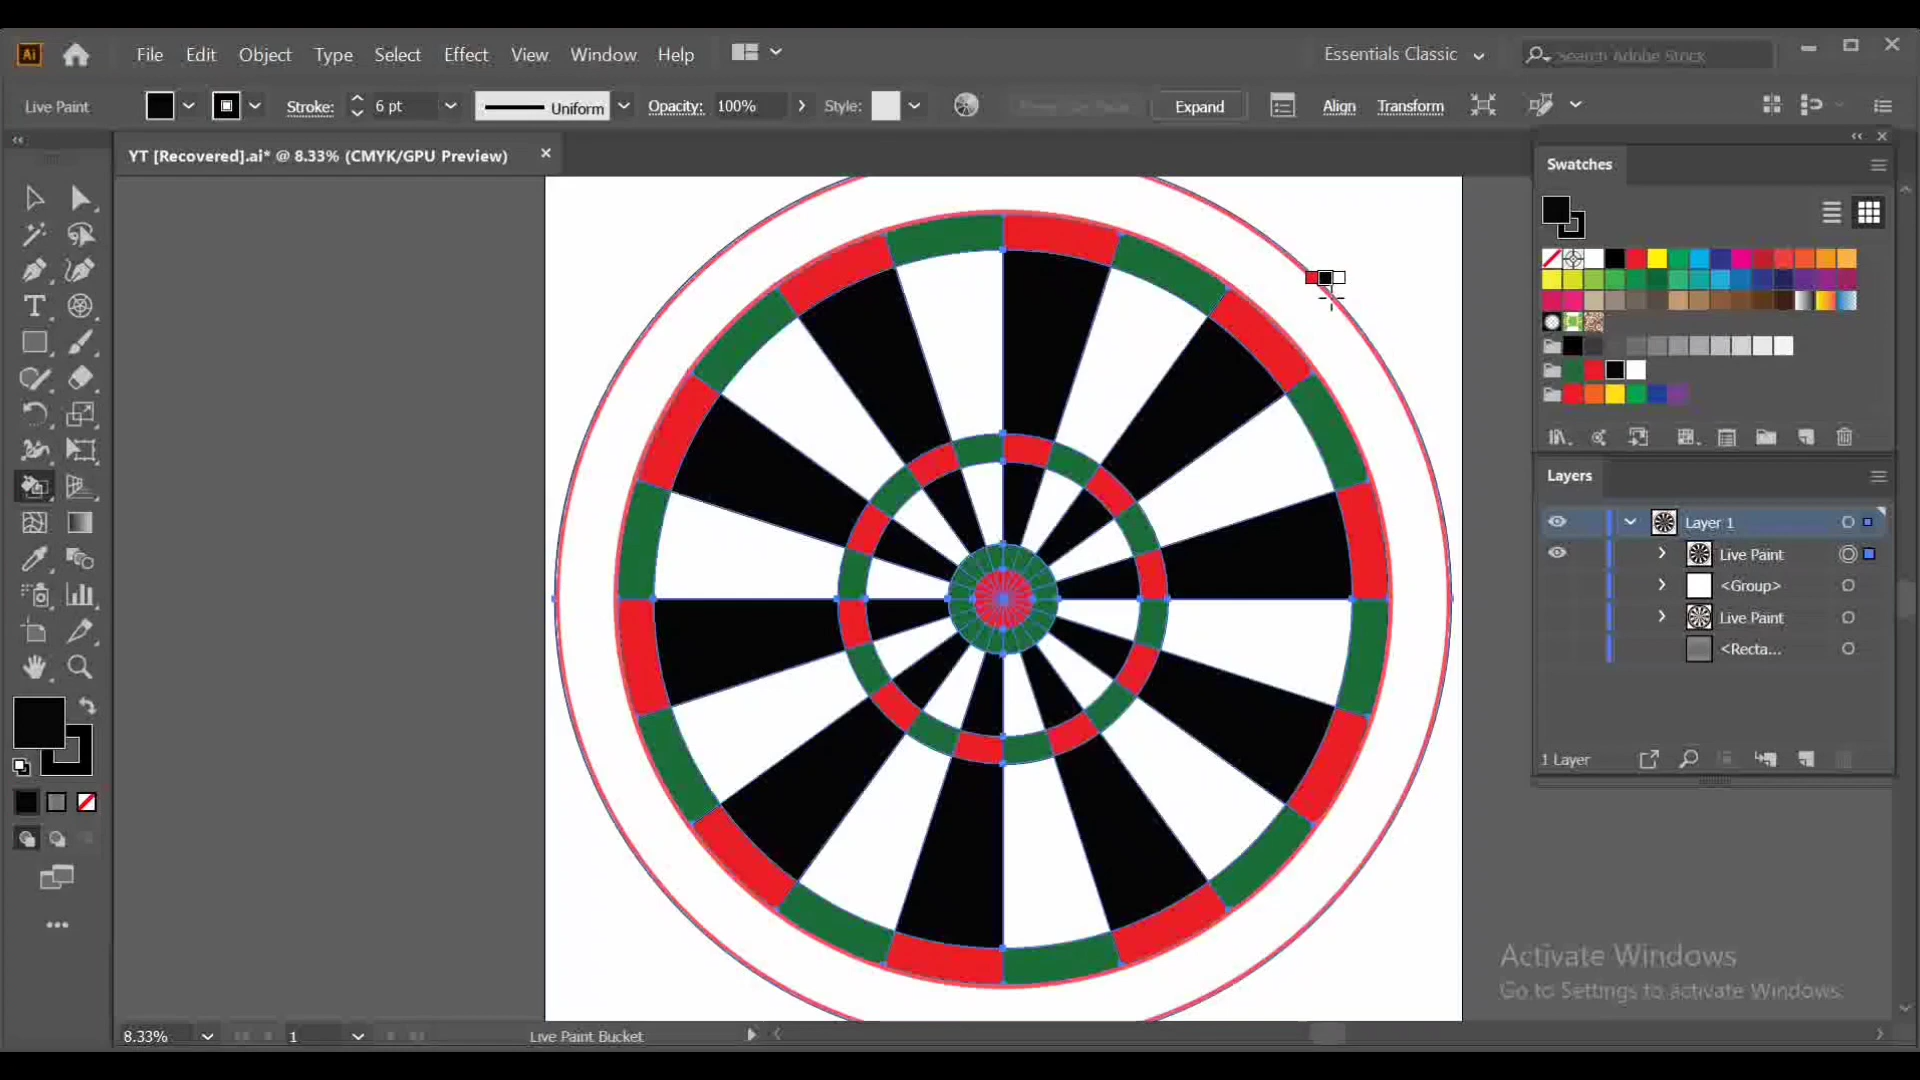 Ai
File Edit Object Type Select Effect View Window Help
Essentials Classic
Search Adobe Stock
Live Paint
Stroke: 6 pt
Uniform
Opacity: 100%
Style:
Expand
Align
Transform
YT [Recovered].ai* @ 8.33% (CMYK/GPU Preview)
Swatches
Layers
Layer 1
Live Paint
<Group>
Live Paint
<Recta...
1 Layer
Activate Windows
Go to Settings to activate Windows.
8.33%
1
Live Paint Bucket